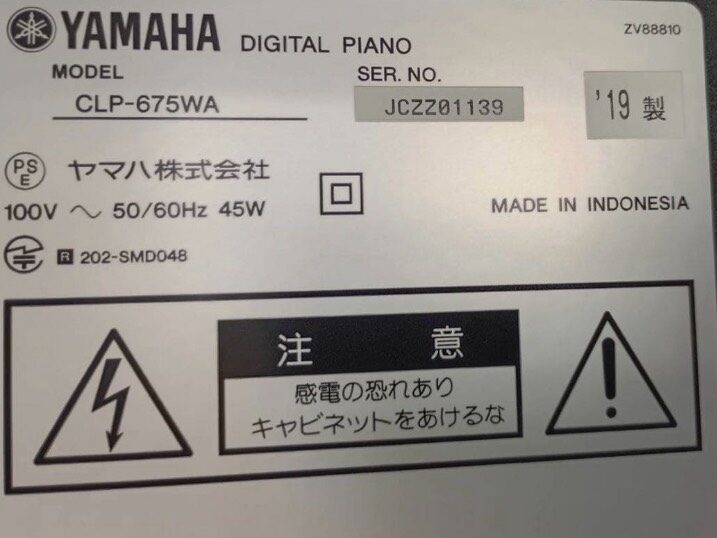 YAMAHA DIGITAL PIANO
ZV88810
MODEL
SER. NO.
CLP-675WA
JCZZ01139
'19 製
PSE
ヤマハ株式会社
100V ～ 50/60Hz 45W
MADE IN INDONESIA
R 202-SMD048
注意
感電の恐れあり
キャビネットをあけるな